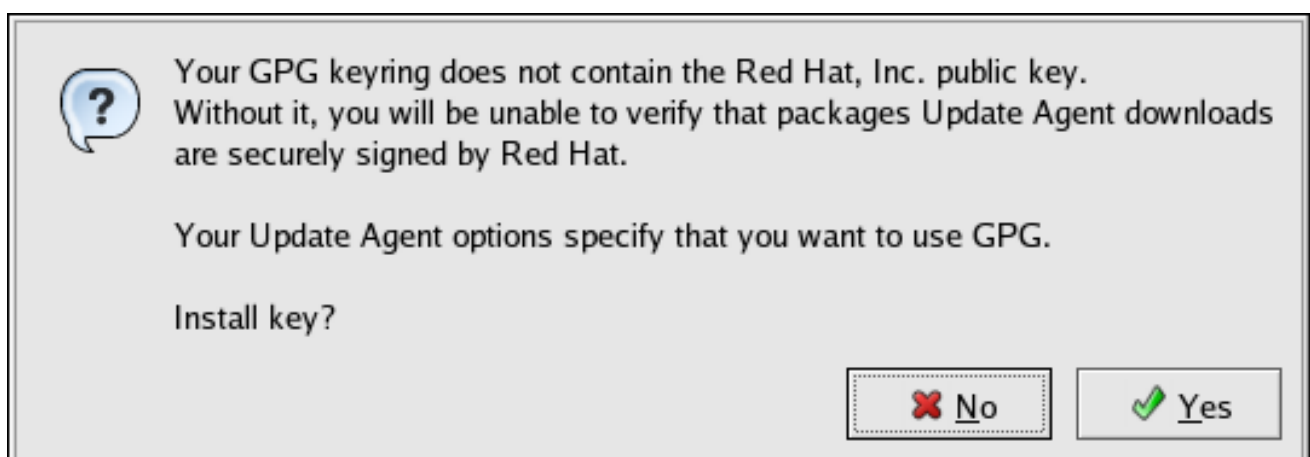 Your GPG keyring does not contain the Red Hat, Inc. public key.
Without it, you will be unable to verify that packages Update Agent downloads
are securely signed by Red Hat.
Your Update Agent options specify that you want to use GPG.
Install key?
No
Yes